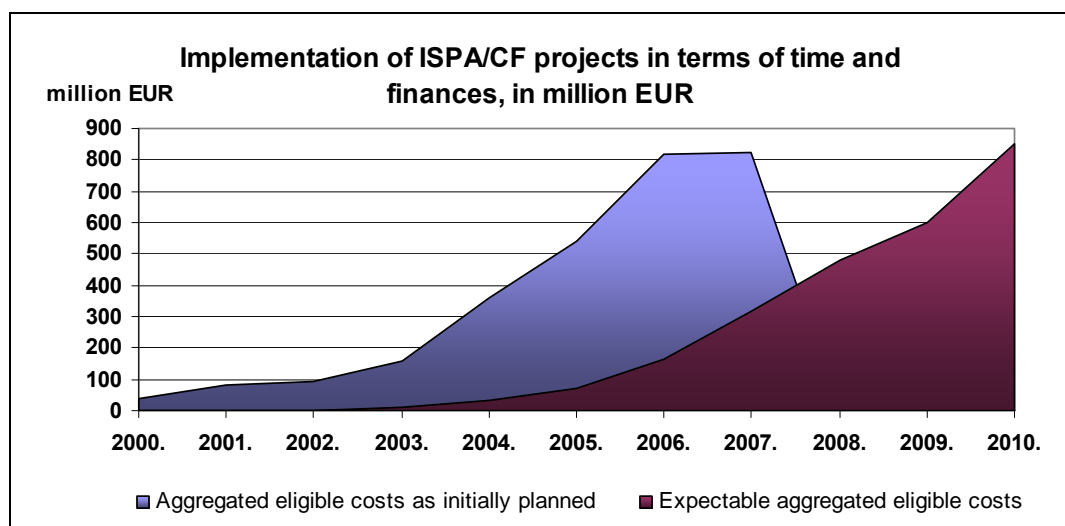 Implementation of ISPA/CF projects in terms of time and
finances, in million EUR
million EUR
900
800
700
600
500
400
300
200
100
0
2000. 2001. 2002. 2003. 2004. 2005. 2006. 2007. 2008. 2009. 2010.
Aggregated eligible costs as initially planned Expectable aggregated eligible costs